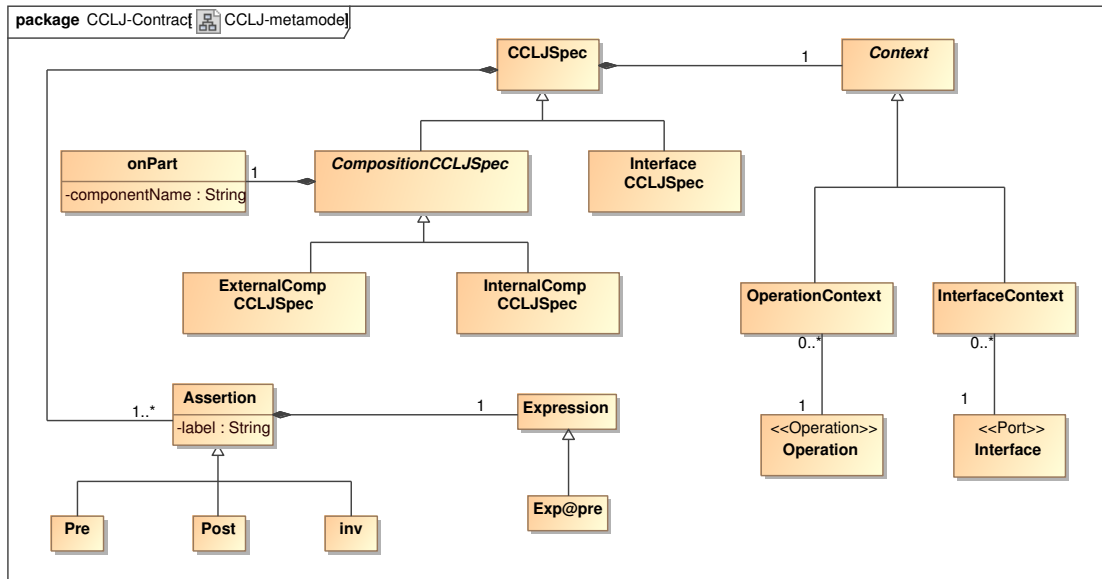 package CCLJ-Contract[ CCLJ-metamodel]
CCLJSpec
1
Context
onPart
-componentName : String
1
CompositionCCLJSpec
Interface
CCLJSpec
ExternalComp
CCLJSpec
InternalComp
CCLJSpec
OperationContext
InterfaceContext
0..*
0..*
1..*
Assertion
-label : String
1
Expression
1
<<Operation>>
Operation
1
<<Port>>
Interface
Pre
Post
inv
Exp@pre